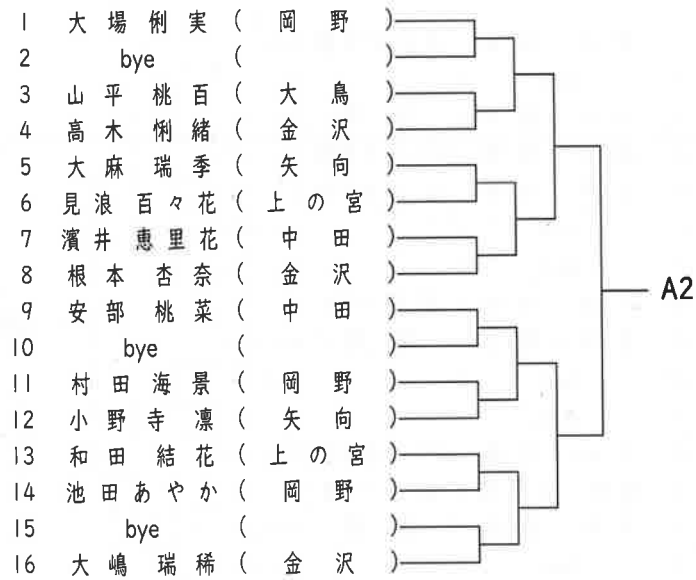 1 大場俐実 ( 岡野 )
2 bye ( )
3 山平桃百 ( 大鳥 )
4 高木悧緒 ( 金沢 )
5 大麻瑞季 ( 矢向 )
6 見浪百々花 ( 上の宮 )
7 濱井恵里花 ( 中田 )
8 根本杏奈 ( 金沢 )
9 安部桃菜 ( 中田 )
A2
10 bye ( )
11 村田海景 ( 岡野 )
12 小野寺凛 ( 矢向 )
13 和田結花 ( 上の宮 )
14 池田あやか ( 岡野 )
15 bye ( )
16 大嶋瑞稀 ( 金沢 )